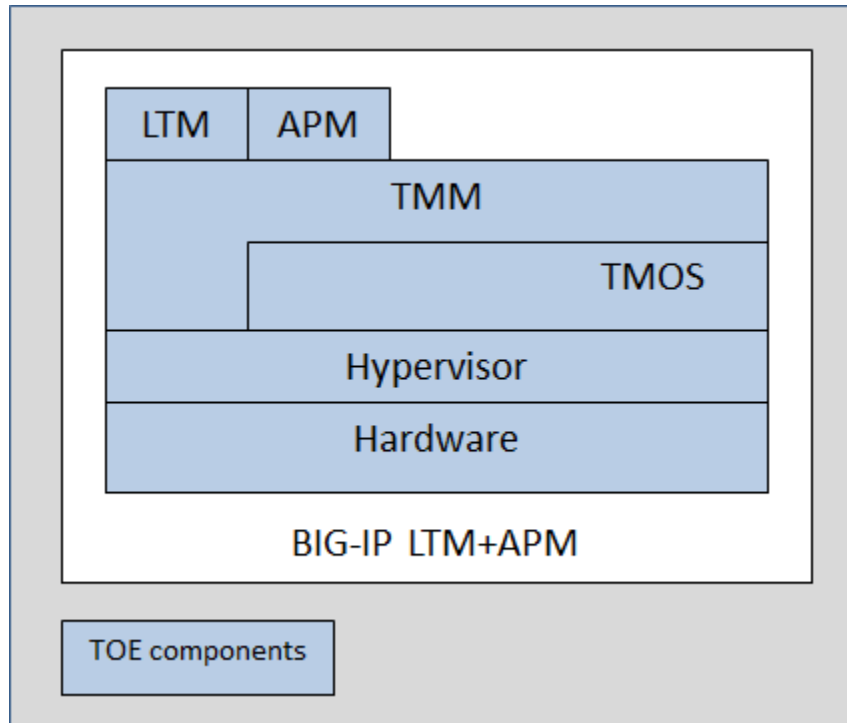 LTM
APM
TMM
TMOS
Hypervisor
Hardware
BIG-IP LTM+APM
TOE components